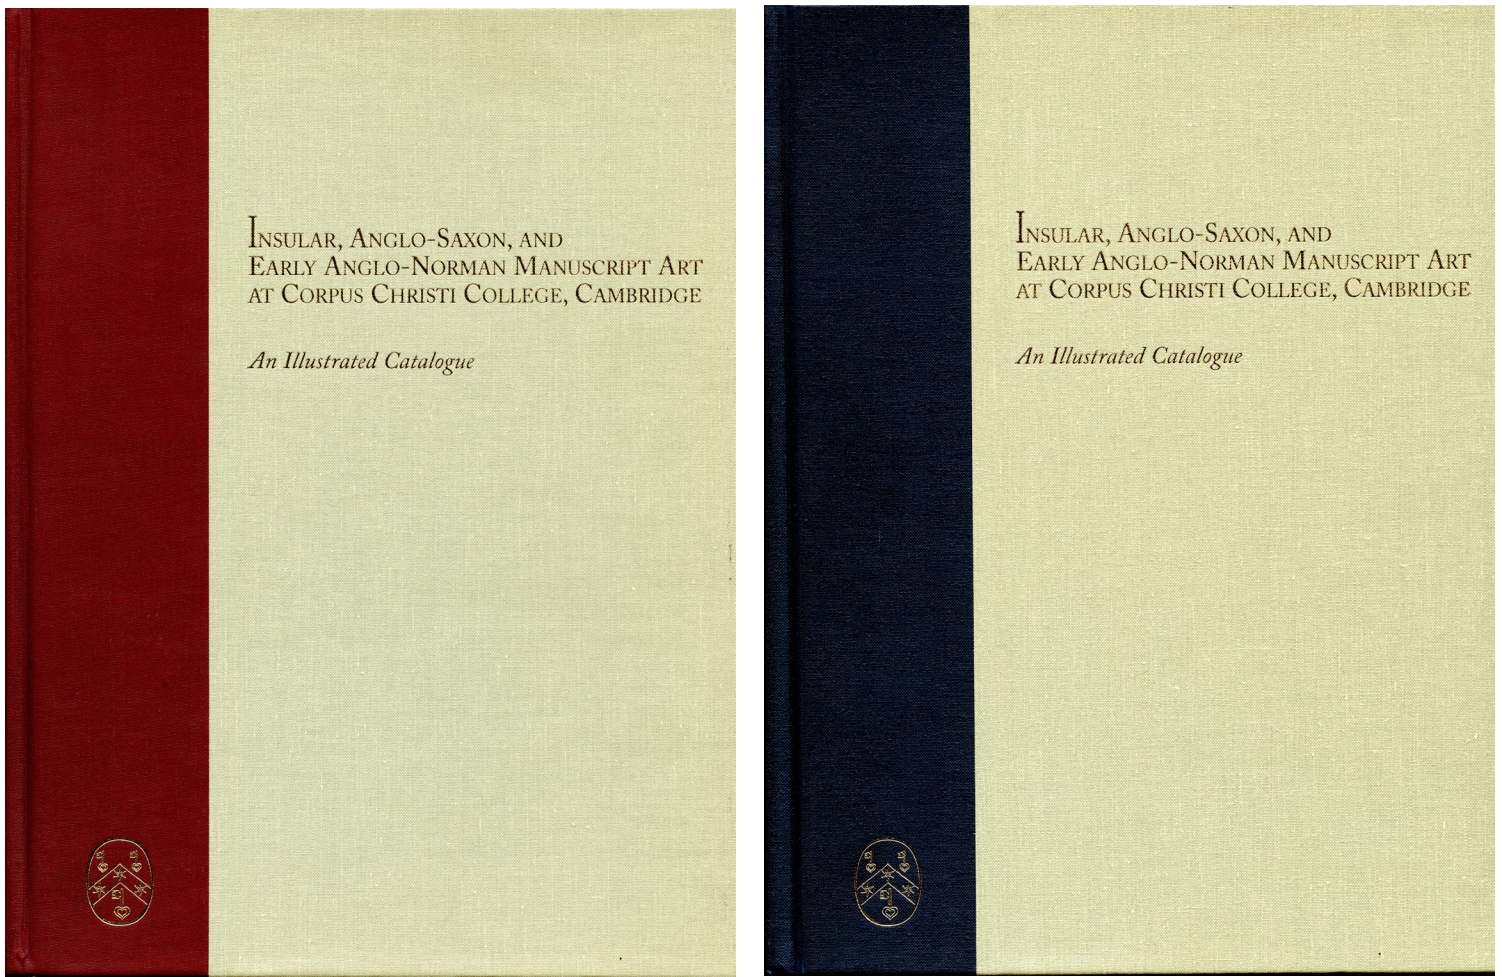 INSULAR, ANGLO-SAXON, AND
EARLY ANGLO-NORMAN MANUSCRIPT ART
AT CORPUS CHRISTI COLLEGE, CAMBRIDGE
An Illustrated Catalogue
INSULAR, ANGLO-SAXON, AND
EARLY ANGLO-NORMAN MANUSCRIPT ART
AT CORPUS CHRISTI COLLEGE, CAMBRIDGE
An Illustrated Catalogue